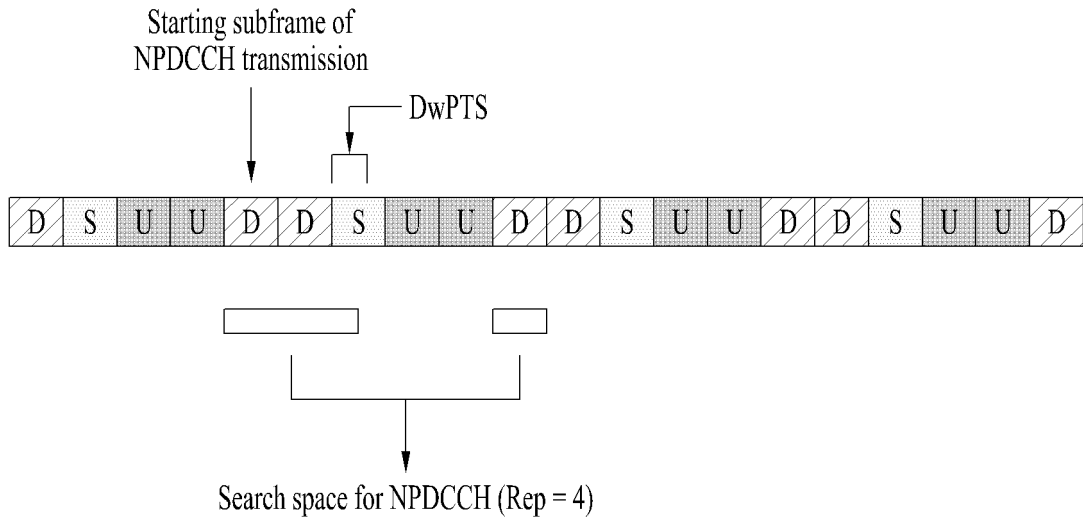 Starting subframe of
NPDCCH transmission
DwPTS
D S U U D D S U U D D S U U D D S U U D
Search space for NPDCCH (Rep = 4)